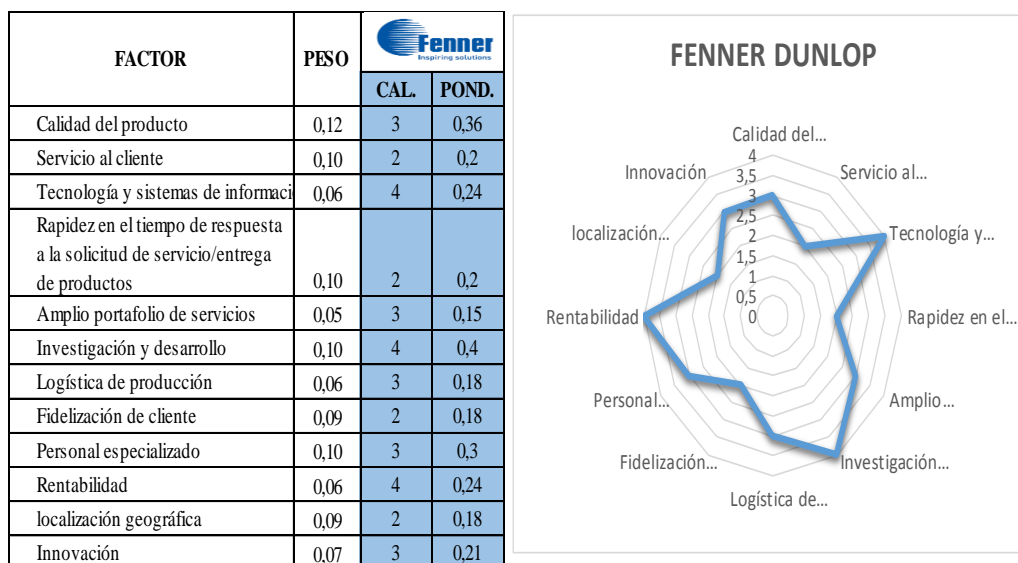 FACTOR PESO Fenner
Inspiring solutions
CAL. POND.
Calidad del producto 0,12 3 0,36
Servicio al cliente 0,10 2 0,2
Tecnología y sistemas de informaci 0,06 4 0,24
Rapidez en el tiempo de respuesta
a la solicitud de servicio/entrega
de productos 0,10 2 0,2
Amplio portafolio de servicios 0,05 3 0,15
Investigación y desarrollo 0,10 4 0,4
Logística de producción 0,06 3 0,18
Fidelización de cliente 0,09 2 0,18
Personal especializado 0,10 3 0,3
Rentabilidad 0,06 4 0,24
localización geográfica 0,09 2 0,18
Innovación 0,07 3 0,21
FENNER DUNLOP
Calidad del...
Servicio al...
Tecnología y...
Rapidez en el...
Amplio...
Investigación...
Logística de...
Fidelización...
Personal...
Rentabilidad
localización...
Innovación
4
3,5
3
2,5
2
1,5
1
0,5
0